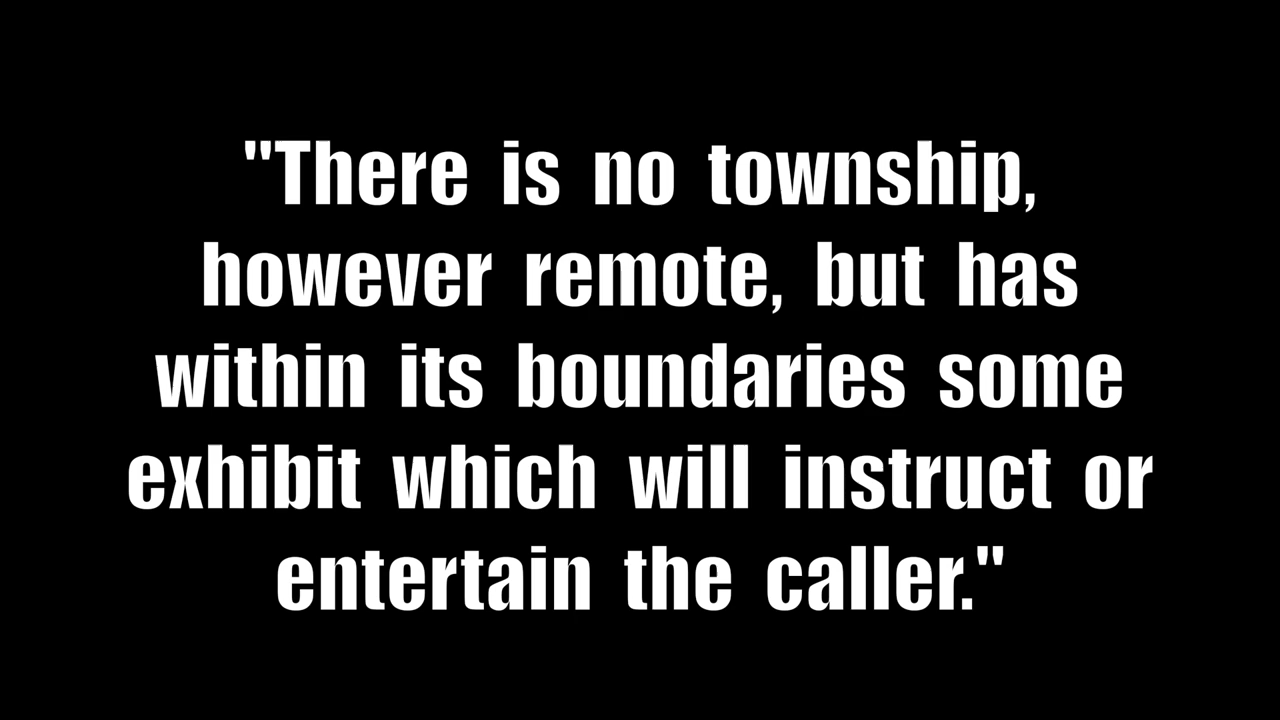 "There is no township,
however remote, but has
within its boundaries some
exhibit which will instruct or
entertain the caller."